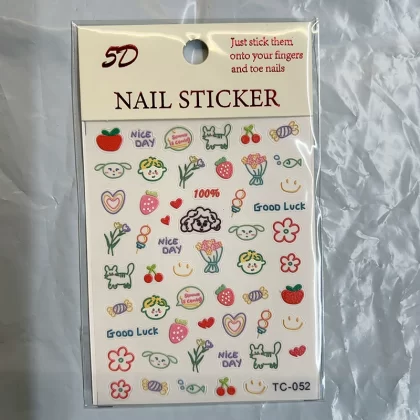 5D
Just stick them
onto your fingers
and toe nails
NAIL STICKER
NICE
DAY
100%
GOOD LUCK
NICE
DAY
GOOD LUCK
NICE
DAY
TC-052